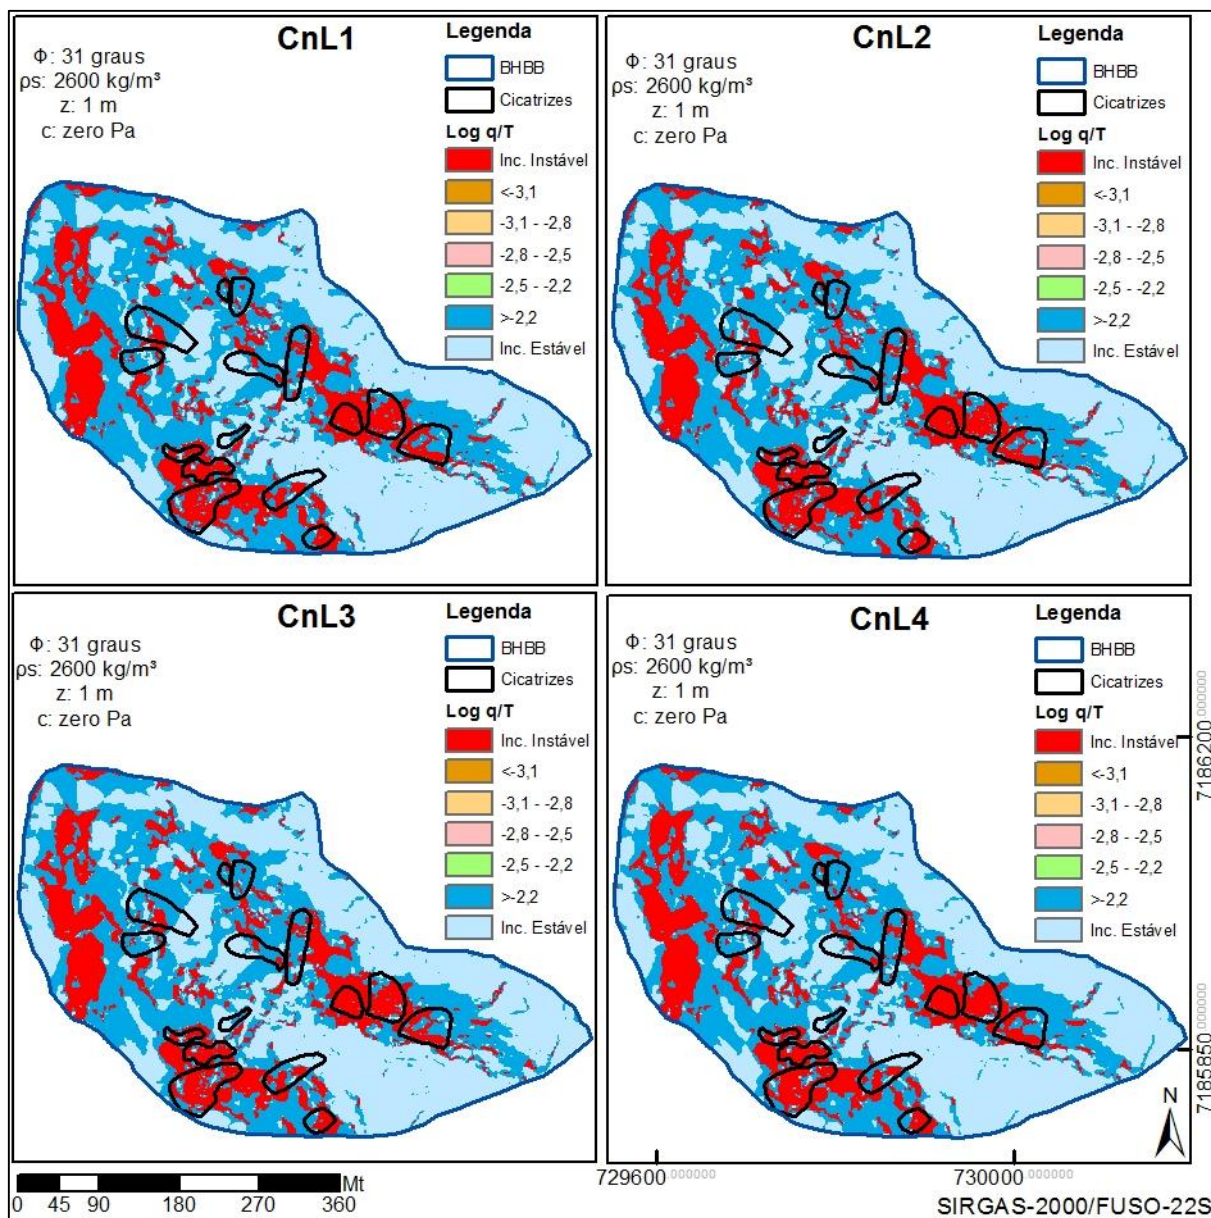 CnL1
Φ: 31 graus
ρs: 2600 kg/m³
z: 1 m
c: zero Pa
Legenda
BHBB
Cicatrizes
Log q/T
Inc. Instável
<-3,1
-3,1 - -2,8
-2,8 - -2,5
-2,5 - -2,2
>-2,2
Inc. Estável
CnL2
Φ: 31 graus
ρs: 2600 kg/m³
z: 1 m
c: zero Pa
Legenda
BHBB
Cicatrizes
Log q/T
Inc. Instável
<-3,1
-3,1 - -2,8
-2,8 - -2,5
-2,5 - -2,2
>-2,2
Inc. Estável
CnL3
Φ: 31 graus
ρs: 2600 kg/m³
z: 1 m
c: zero Pa
Legenda
BHBB
Cicatrizes
Log q/T
Inc. Instável
<-3,1
-3,1 - -2,8
-2,8 - -2,5
-2,5 - -2,2
>-2,2
Inc. Estável
CnL4
Φ: 31 graus
ρs: 2600 kg/m³
z: 1 m
c: zero Pa
Legenda
BHBB
Cicatrizes
Log q/T
Inc. Instável
<-3,1
-3,1 - -2,8
-2,8 - -2,5
-2,5 - -2,2
>-2,2
Inc. Estável
7186200,000000
7185850,000000
N
729600,000000
730000,000000
Mt
0 45 90 180 270 360
SIRGAS-2000/FUSO-22S